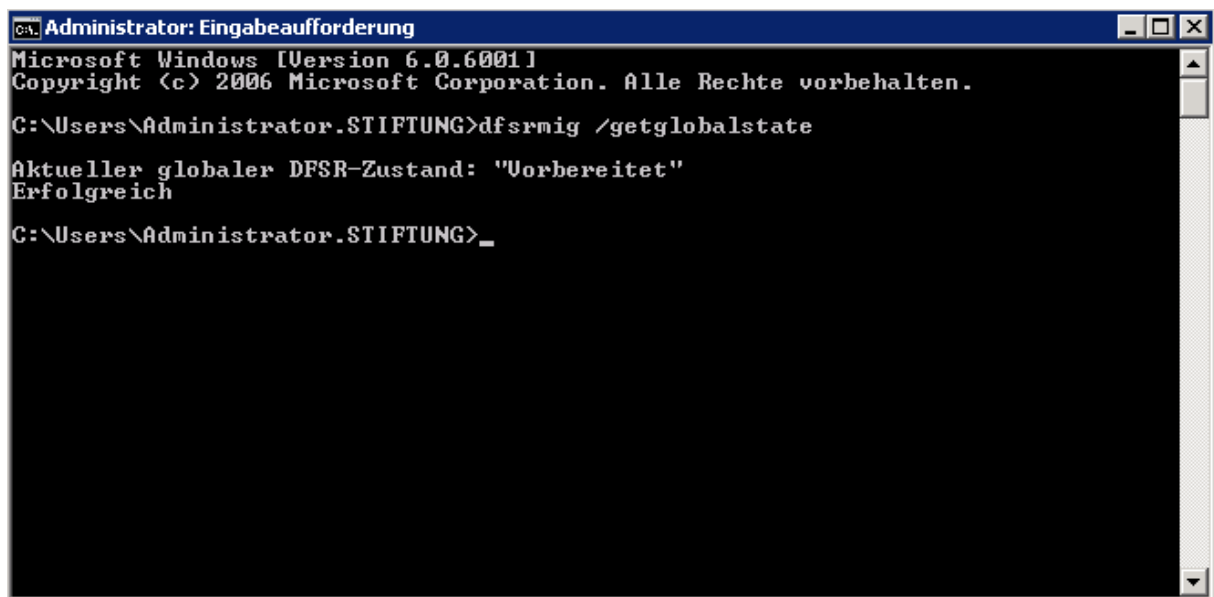 Administrator: Eingabeaufforderung
Microsoft Windows [Version 6.0.6001]
Copyright (c) 2006 Microsoft Corporation. Alle Rechte vorbehalten.
C:\Users\Administrator.STIFTUNG>dfsrmig /getglobalstate
Aktueller globaler DFSR-Zustand: "Vorbereitet"
Erfolgreich
C:\Users\Administrator.STIFTUNG>_